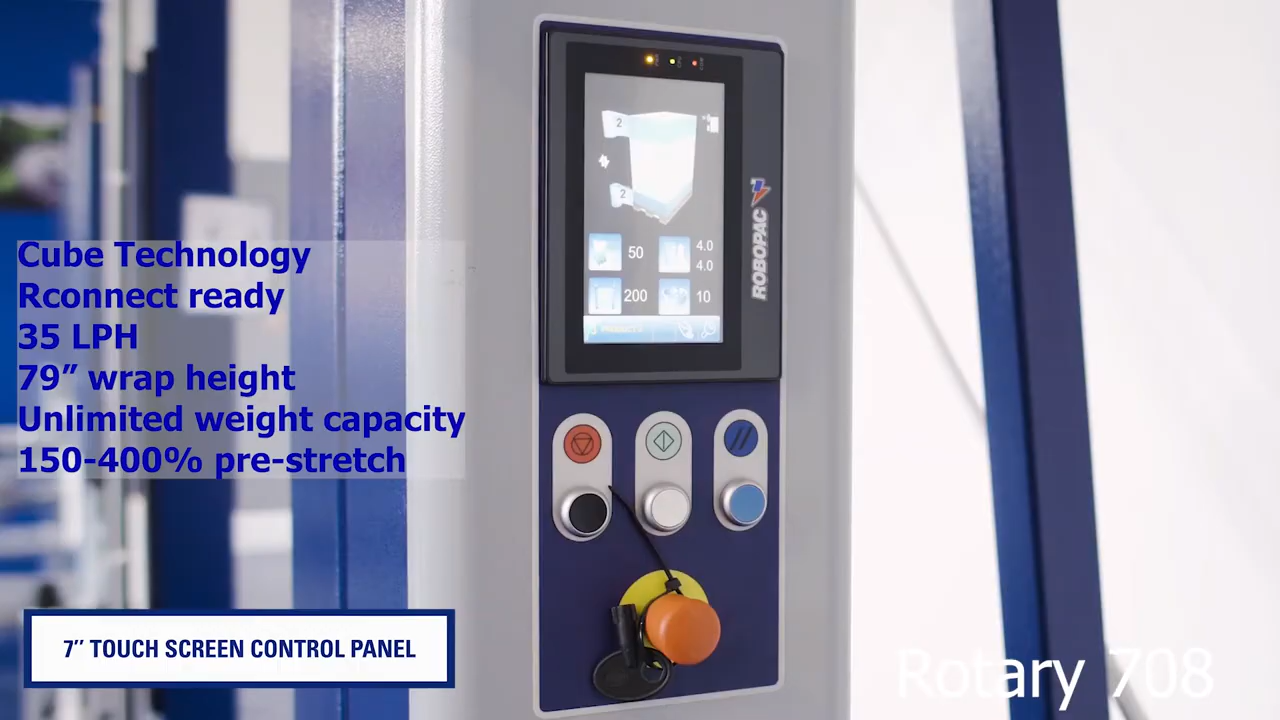 2
2
50
4.0
4.0
200
10
PRODUCT
ROBOPAC
Cube Technology
Rconnect ready
35 LPH
79” wrap height
Unlimited weight capacity
150-400% pre-stretch
7” TOUCH SCREEN CONTROL PANEL
Rotary 708